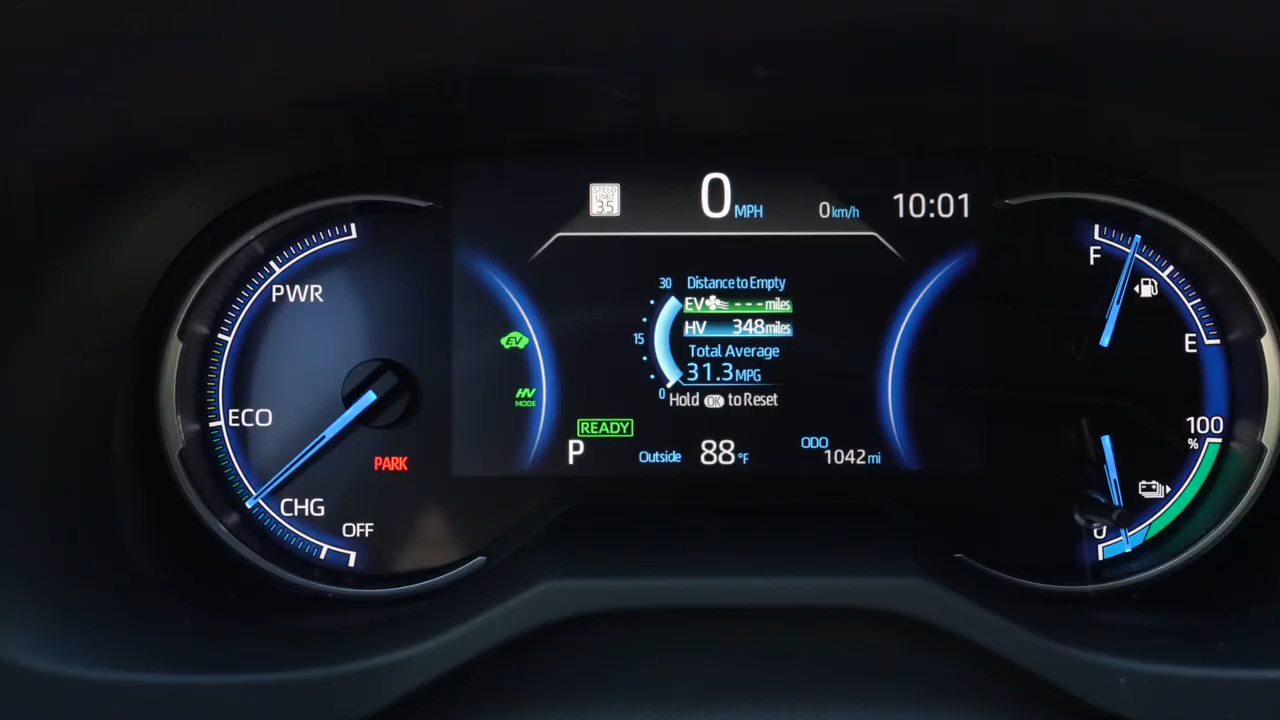 SPEED LIMIT 35
0 MPH
0 km/h
10:01
PWR
ECO
CHG
OFF
PARK
EV
HV
MODE
30
15
0
Distance to Empty
EV - - - miles
HV 348 miles
Total Average
31.3 MPG
Hold OK to Reset
READY
P
Outside 88 °F
ODO
1042 mi
F
E
100
%
0